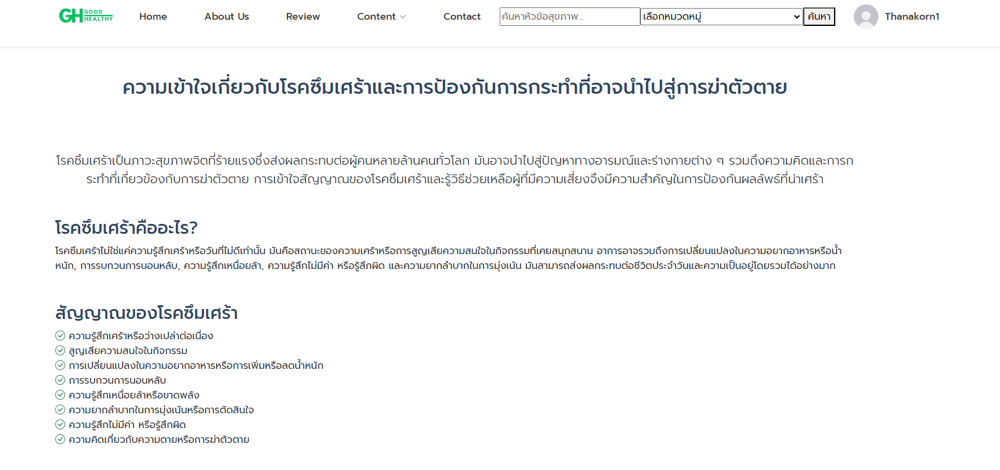 GH GOOD HEALTHY Home About Us Review Content Contact ค้นหาหัวข้อสุขภาพ... เลือกหมวดหมู่ ค้นหา Thanakorn1
ความเข้าใจเกี่ยวกับโรคซึมเศร้าและการป้องกันการกระทำที่อาจนำไปสู่การฆ่าตัวตาย
โรคซึมเศร้าเป็นภาวะสุขภาพจิตที่ร้ายแรงซึ่งส่งผลกระทบต่อผู้คนหลายล้านคนทั่วโลก มันอาจนำไปสู่ปัญหาทางอารมณ์และร่างกายต่าง ๆ รวมถึงความคิดและการก
ระทำที่เกี่ยวข้องกับการฆ่าตัวตาย การเข้าใจสัญญาณของโรคซึมเศร้าและรู้วิธีช่วยเหลือผู้ที่มีความเสี่ยงจึงมีความสำคัญในการป้องกันผลลัพธ์ที่น่าเศร้า
โรคซึมเศร้าคืออะไร?
โรคซึมเศร้าไม่ใช่แค่ความรู้สึกเศร้าหรือวันที่ไม่ดีเท่านั้น มันคือสถานะของความเศร้าหรือการสูญเสียความสนใจในกิจกรรมที่เคยสนุกสนาน อาการอาจรวมถึงการเปลี่ยนแปลงในความอยากอาหารหรือน้ำ
หนัก, การรบกวนการนอนหลับ, ความรู้สึกเหนื่อยล้า, ความรู้สึกไม่มีค่า หรือรู้สึกผิด และความยากลำบากในการมุ่งเน้น มันสามารถส่งผลกระทบต่อชีวิตประจำวันและความเป็นอยู่โดยรวมได้อย่างมาก
สัญญาณของโรคซึมเศร้า
ความรู้สึกเศร้าหรือว่างเปล่าต่อเนื่อง
สูญเสียความสนใจในกิจกรรม
การเปลี่ยนแปลงในความอยากอาหารหรือการเพิ่มหรือลดน้ำหนัก
การรบกวนการนอนหลับ
ความรู้สึกเหนื่อยล้าหรือขาดพลัง
ความยากลำบากในการมุ่งเน้นหรือการตัดสินใจ
ความรู้สึกไม่มีค่า หรือรู้สึกผิด
ความคิดเกี่ยวกับความตายหรือการฆ่าตัวตาย